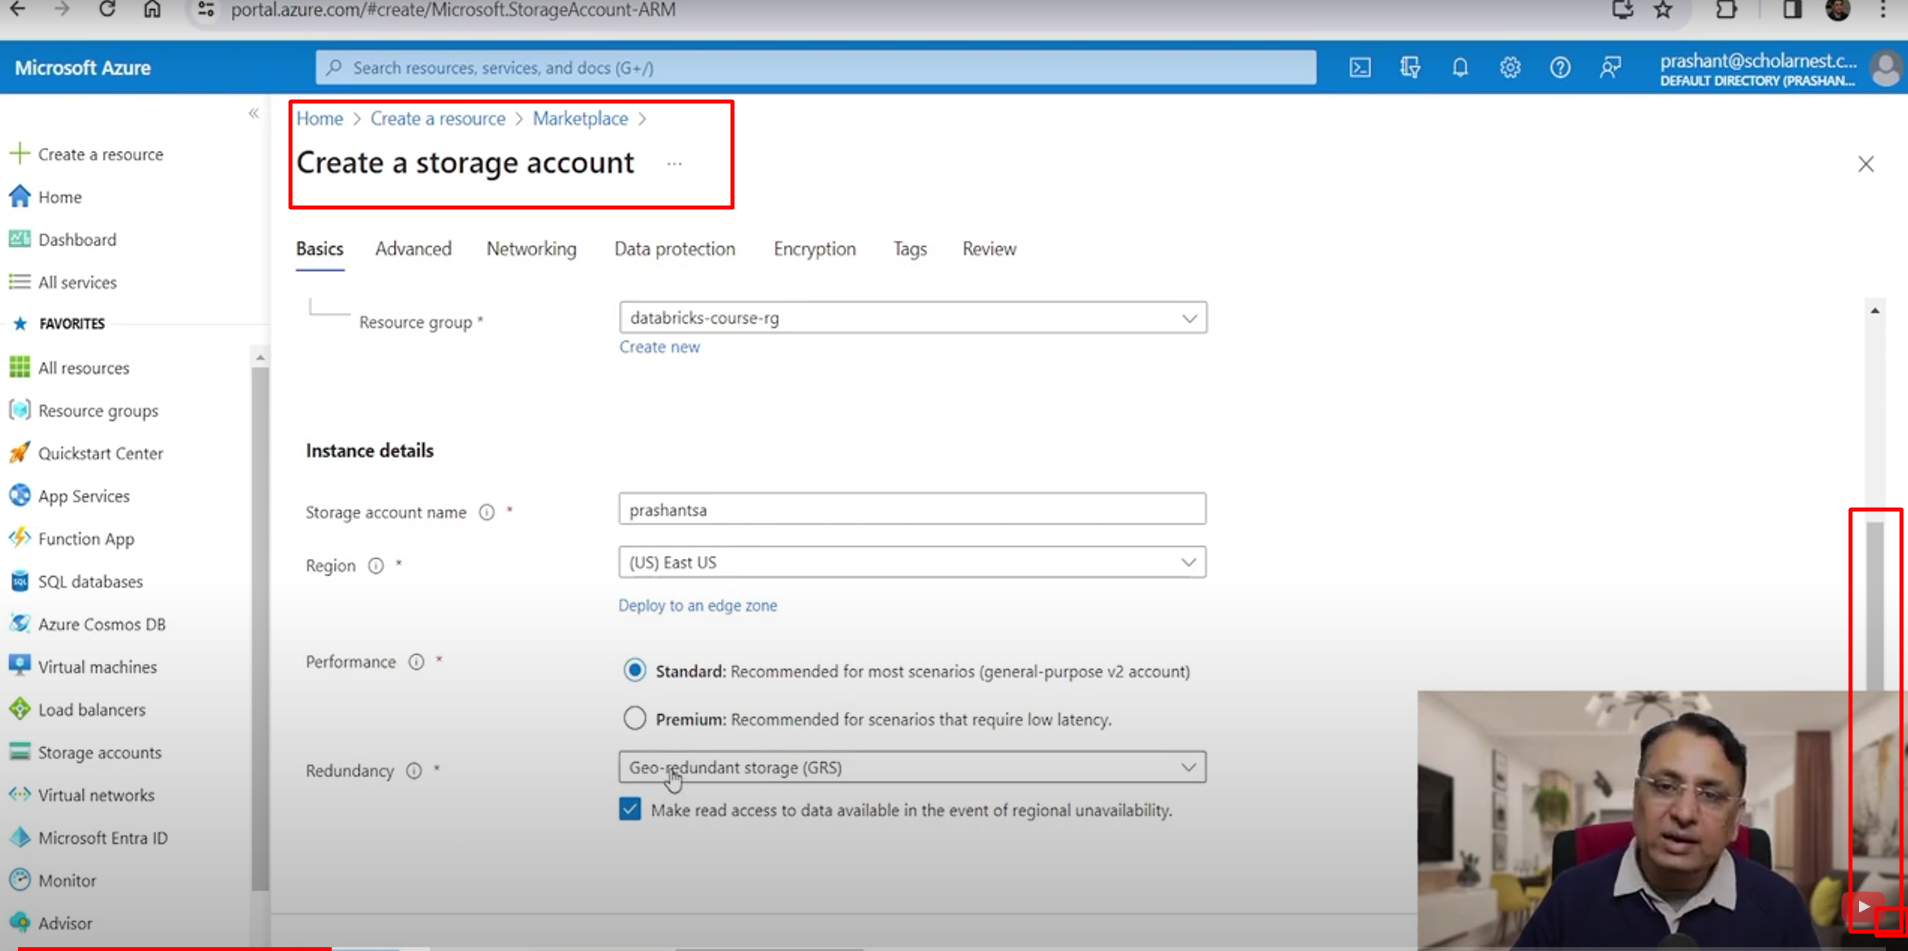 portal.azure.com/#create/Microsoft.StorageAccount-ARM
Microsoft Azure
Search resources, services, and docs (G+/)
prashant@scholarnest.c...
DEFAULT DIRECTORY (PRASHAN...
Create a resource
Home
Dashboard
All services
FAVORITES
All resources
Resource groups
Quickstart Center
App Services
Function App
SQL databases
Azure Cosmos DB
Virtual machines
Load balancers
Storage accounts
Virtual networks
Microsoft Entra ID
Monitor
Advisor
Home > Create a resource > Marketplace >
Create a storage account ...
Basics Advanced Networking Data protection Encryption Tags Review
Resource group * databricks-course-rg
Create new
Instance details
Storage account name * prashantsa
Region * (US) East US
Deploy to an edge zone
Performance * Standard: Recommended for most scenarios (general-purpose v2 account)
Premium: Recommended for scenarios that require low latency.
Redundancy * Geo-redundant storage (GRS)
Make read access to data available in the event of regional unavailability.